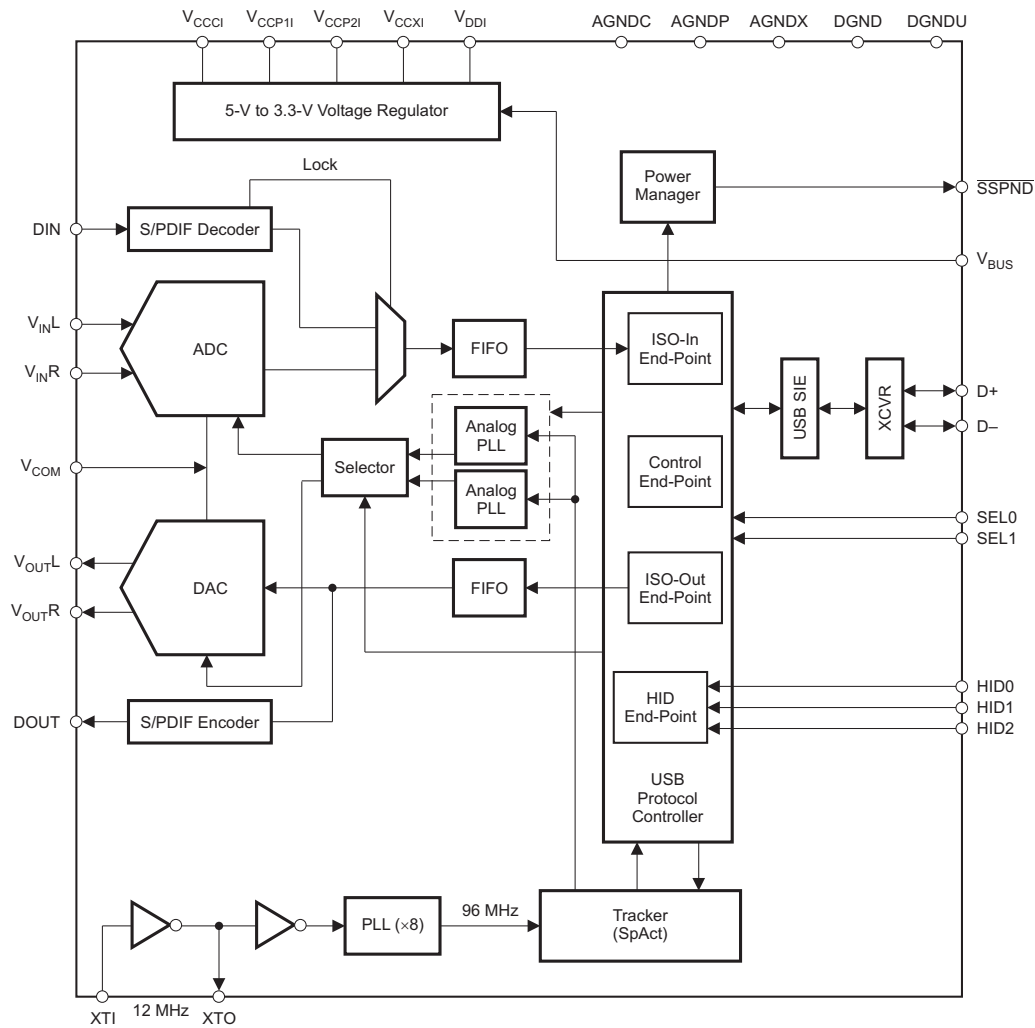 VCCCI VCCP1I VCCP2I VCCXI VDDI AGNDC AGNDP AGNDX DGND DGNDU
5-V to 3.3-V Voltage Regulator
Lock
Power
Manager
SSPND
DIN
S/PDIF Decoder
VBUS
VINL
ADC
FIFO
ISO-In
End-Point
VINR
USB SIE
XCVR
D+
D–
Analog
PLL
VCOM
Selector
Control
End-Point
Analog
PLL
SEL0
SEL1
VOUTL
DAC
FIFO
ISO-Out
End-Point
VOUTR
HID0
HID1
HID2
HID
End-Point
DOUT
S/PDIF Encoder
USB
Protocol
Controller
PLL (×8)
96 MHz
Tracker
(SpAct)
XTI
12 MHz
XTO